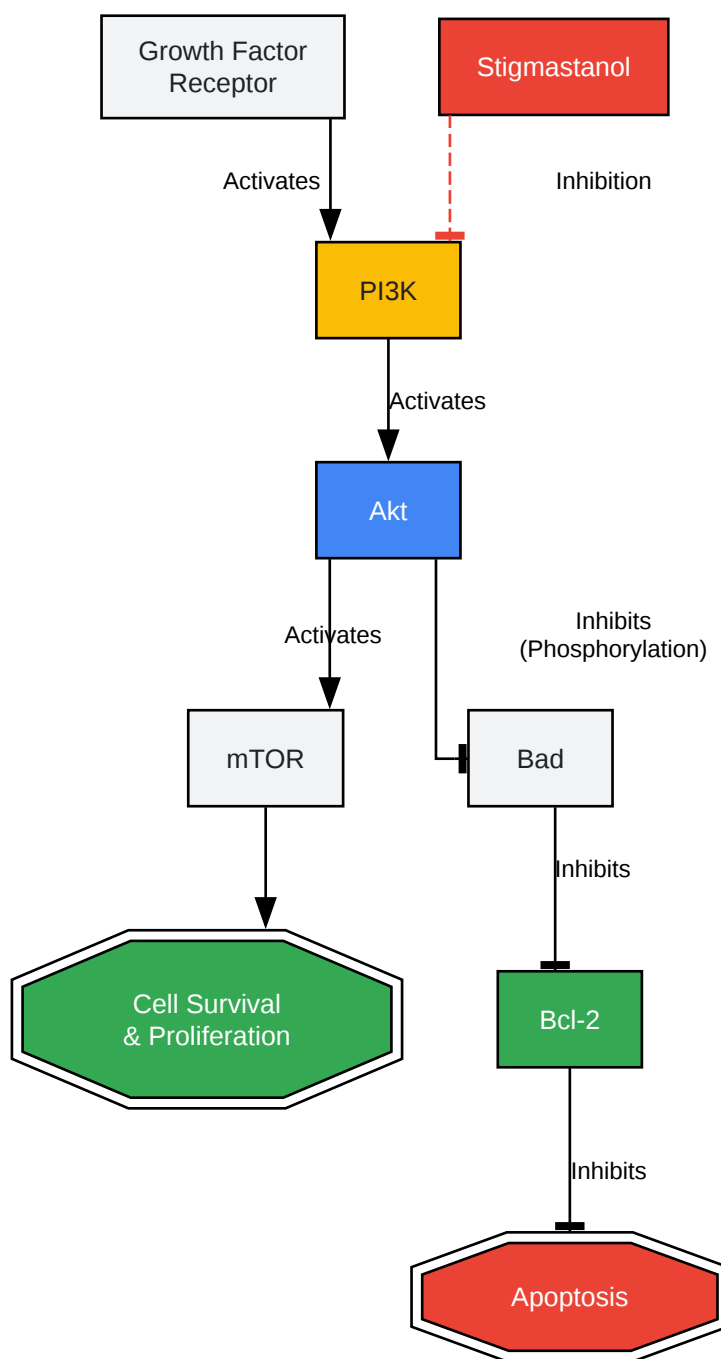 Growth Factor
Receptor
Stigmastanol
Activates
Inhibition
PI3K
Activates
Akt
Activates
Inhibits
(Phosphorylation)
mTOR
Bad
Inhibits
Cell Survival
& Proliferation
Bcl-2
Inhibits
Apoptosis